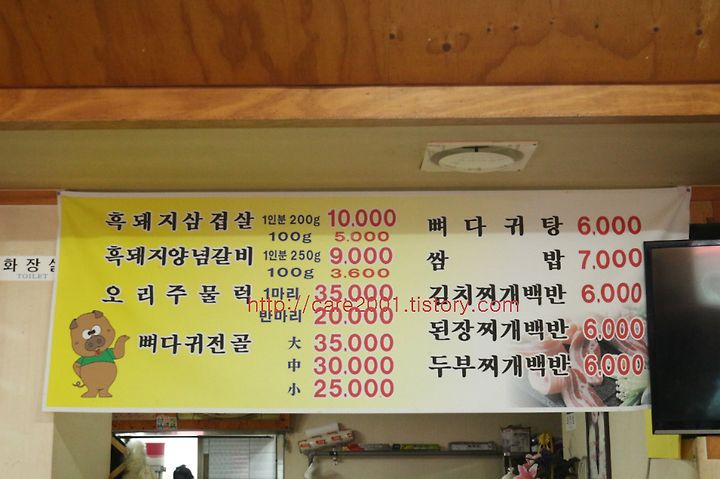 흑돼지삼겹살 1인분 200g 10,000
100g 5.000
흑돼지양념갈비 1인분 250g 9,000
100g 3.600
오리주물럭 1마리 35,000
반마리 20,000
뼈다귀전골 大 35,000
中 30,000
小 25,000
뼈다귀탕 6,000
쌈밥 7,000
김치찌개백반 6,000
된장찌개백반 6,000
두부찌개백반 6,000
화장실
TOILET
http://care2001.tistory.com